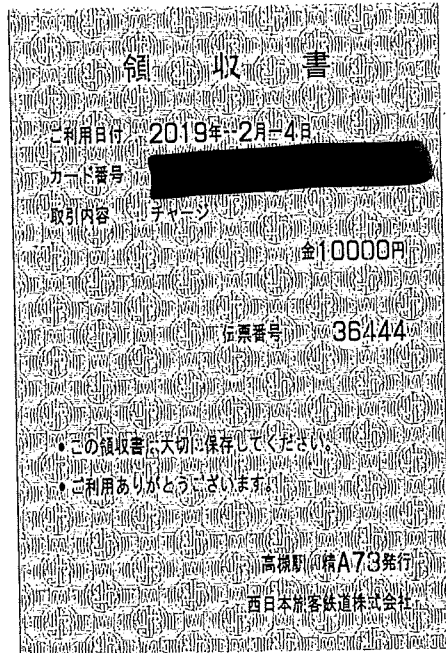 領収書
ご利用日付 2019年--2月-4日
カード番号
取引内容 チャージ
金10000円
伝票番号 36444
•この領収書は大切に保存してください。
•ご利用ありがとうございます。
高槻駅 精A73発行
西日本旅客鉄道株式会社